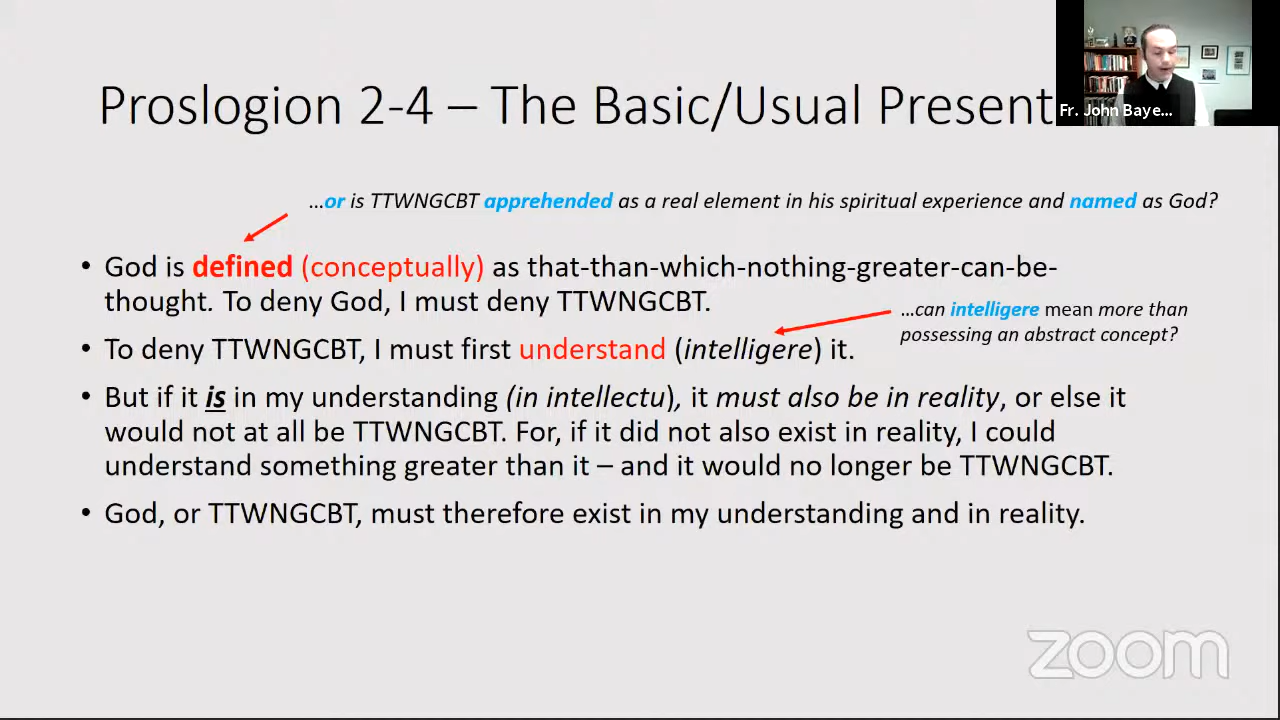 Proslogion 2-4 – The Basic/Usual Present
Fr. John Baye...
...or is TTWNGCBT apprehended as a real element in his spiritual experience and named as God?
• God is defined (conceptually) as that-than-which-nothing-greater-can-be-
thought. To deny God, I must deny TTWNGCBT.
...can intelligere mean more than
possessing an abstract concept?
• To deny TTWNGCBT, I must first understand (intelligere) it.
• But if it is in my understanding (in intellectu), it must also be in reality, or else it
would not at all be TTWNGCBT. For, if it did not also exist in reality, I could
understand something greater than it – and it would no longer be TTWNGCBT.
• God, or TTWNGCBT, must therefore exist in my understanding and in reality.
zoom